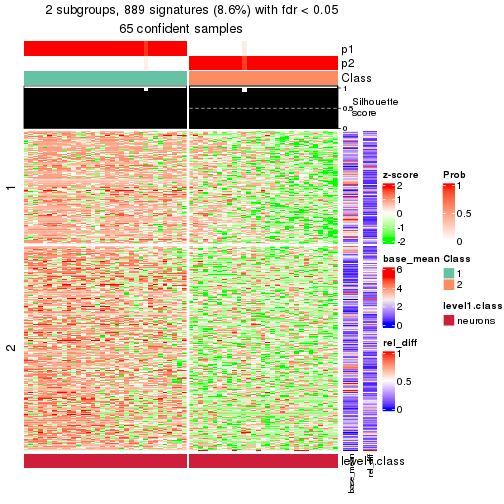 2 subgroups, 889 signatures (8.6%) with fdr < 0.05
65 confident samples
p1
p2
Class
1
0.5
0
Silhouette
score
1
2
z-score
2
1
0
-1
-2
Prob
1
0.5
0
base_mean
6
4
2
0
Class
1
2
level1.class
neurons
rel_diff
1
0.5
0
level1.class
base_mean
rel_diff